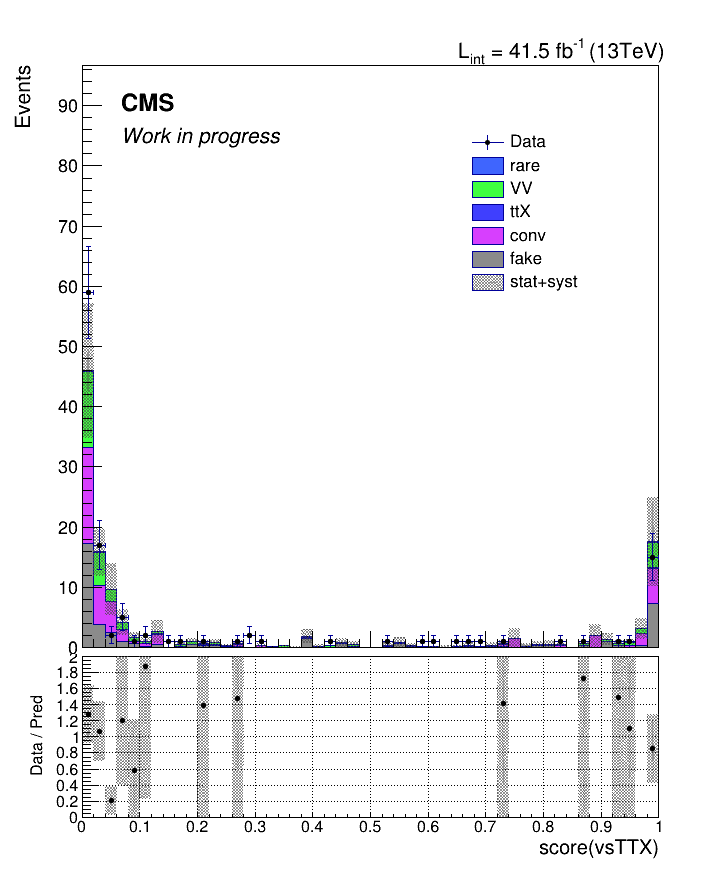 L_int = 41.5 fb^-1 (13TeV)
Events
CMS
Work in progress
Data
rare
VV
ttX
conv
fake
stat+syst
90
80
70
60
50
40
30
20
10
0
Data / Pred
2
1.8
1.6
1.4
1.2
1
0.8
0.6
0.4
0.2
0
0 0.1 0.2 0.3 0.4 0.5 0.6 0.7 0.8 0.9 1
score(vsTTX)